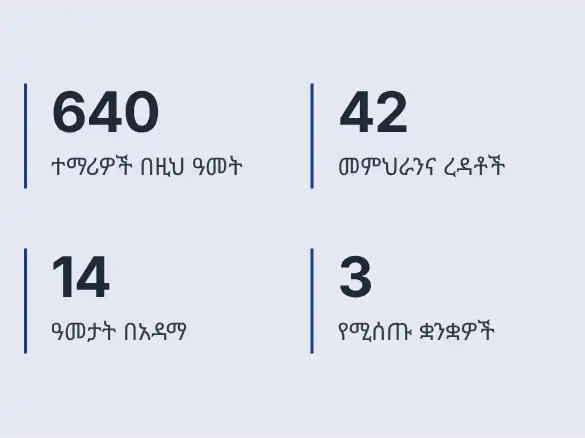 640
ተማሪዎች በዚህ ዓመት
42
መምህራንና ረዳቶች
14
ዓመታት በአዳማ
3
የሚሰጡ ቋንቋዎች